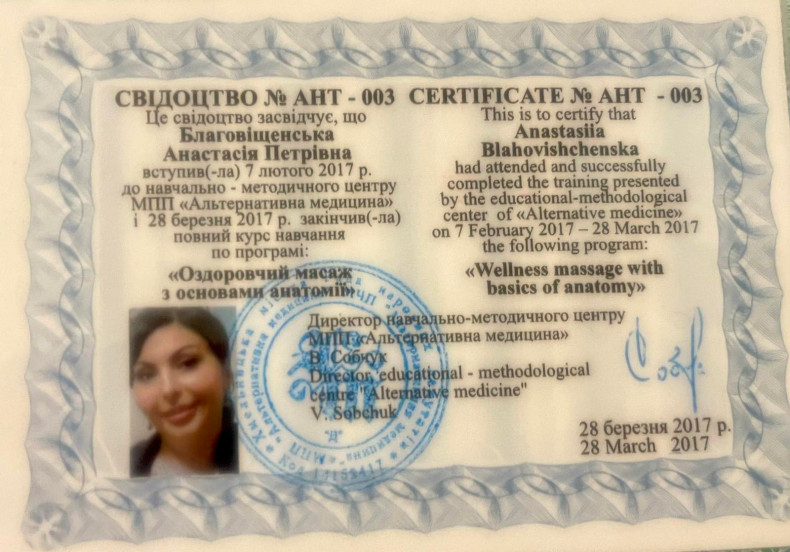 СВІДОЦТВО № АНТ - 003
Це свідоцтво засвідчує, що
Благовіщенська
Анастасія Петрівна
вступив(-ла) 7 лютого 2017 р.
до навчально - методичного центру
МПП «Альтернативна медицина»
і 28 березня 2017 р. закінчив(-ла)
повний курс навчання
по програмі:
«Оздоровчий масаж
з основами анатомії»
CERTIFICATE № АНТ - 003
This is to certify that
Anastasiia
Blahovishchenska
had attended and successfully
completed the training presented
by the educational-methodological
center of «Alternative medicine»
on 7 February 2017 – 28 March 2017
the following program:
«Wellness massage with
basics of anatomy»
Директор навчально-методичного центру
МПП «Альтернативна медицина»
В. Собчук
Director educational - methodological
centre "Alternative medicine"
V. Sobchuk
28 березня 2017 р.
28 March 2017